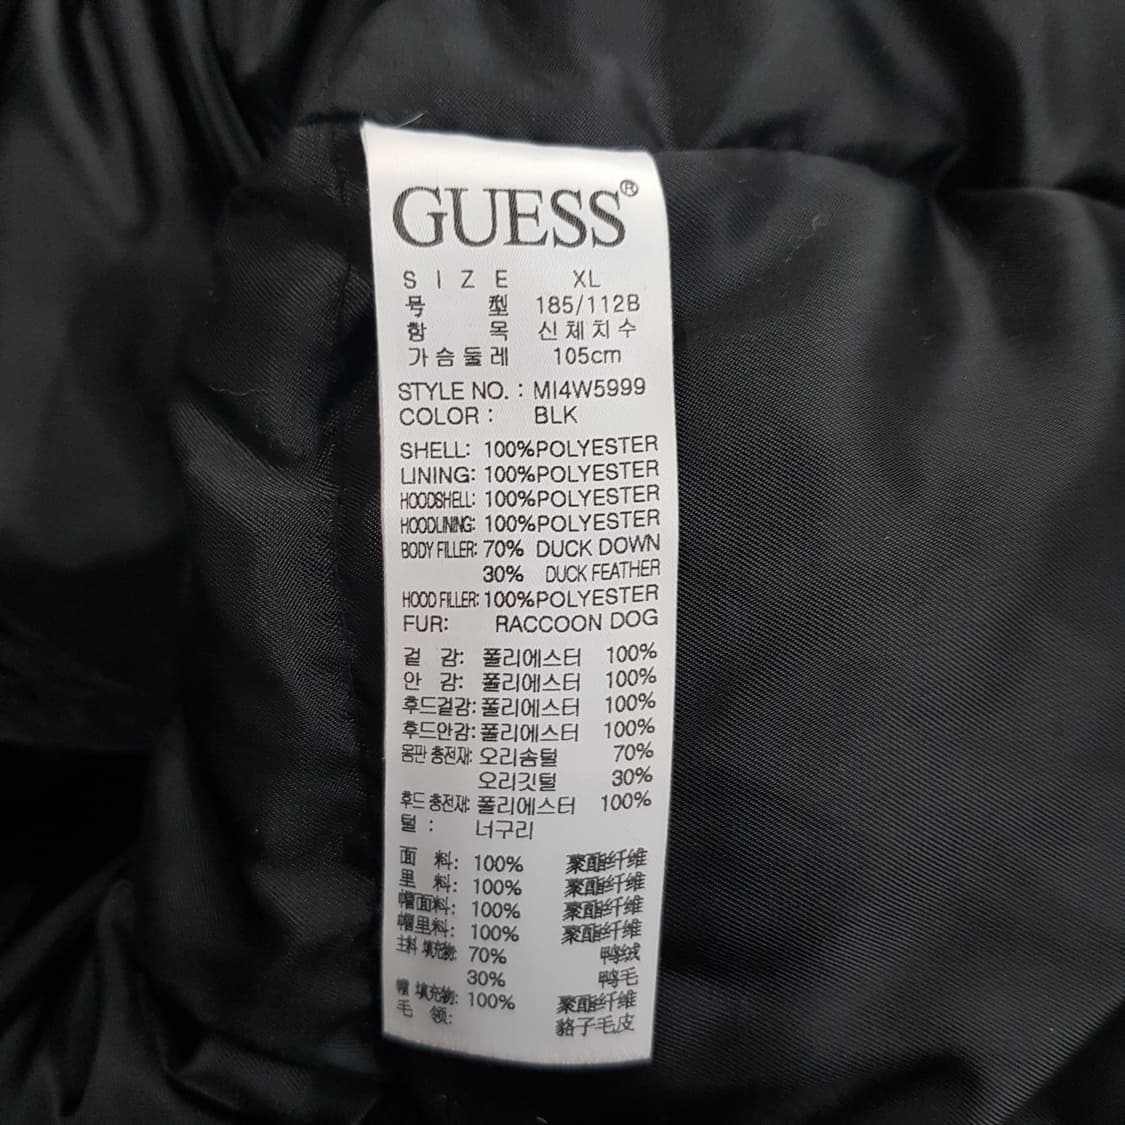 GUESS®
SIZE XL
号 型 185/112B
항 목 신체치수
가슴둘레 105cm
STYLE NO. : MI4W5999
COLOR : BLK
SHELL: 100%POLYESTER
LINING: 100%POLYESTER
HOODSHELL: 100%POLYESTER
HOODLINING: 100%POLYESTER
BODY FILLER: 70% DUCK DOWN
30% DUCK FEATHER
HOOD FILLER: 100%POLYESTER
FUR: RACCOON DOG
겉 감: 폴리에스터 100%
안 감: 폴리에스터 100%
후드겉감: 폴리에스터 100%
후드안감: 폴리에스터 100%
몸판 충전재: 오리솜털 70%
오리깃털 30%
후드 충전재: 폴리에스터 100%
털 : 너구리
面 料: 100% 聚酯纤维
里 料: 100% 聚酯纤维
帽面料: 100% 聚酯纤维
帽里料: 100% 聚酯纤维
主料 填充物: 70% 鸭绒
30% 鸭毛
帽 填充物: 100% 聚酯纤维
毛 领: 貉子毛皮